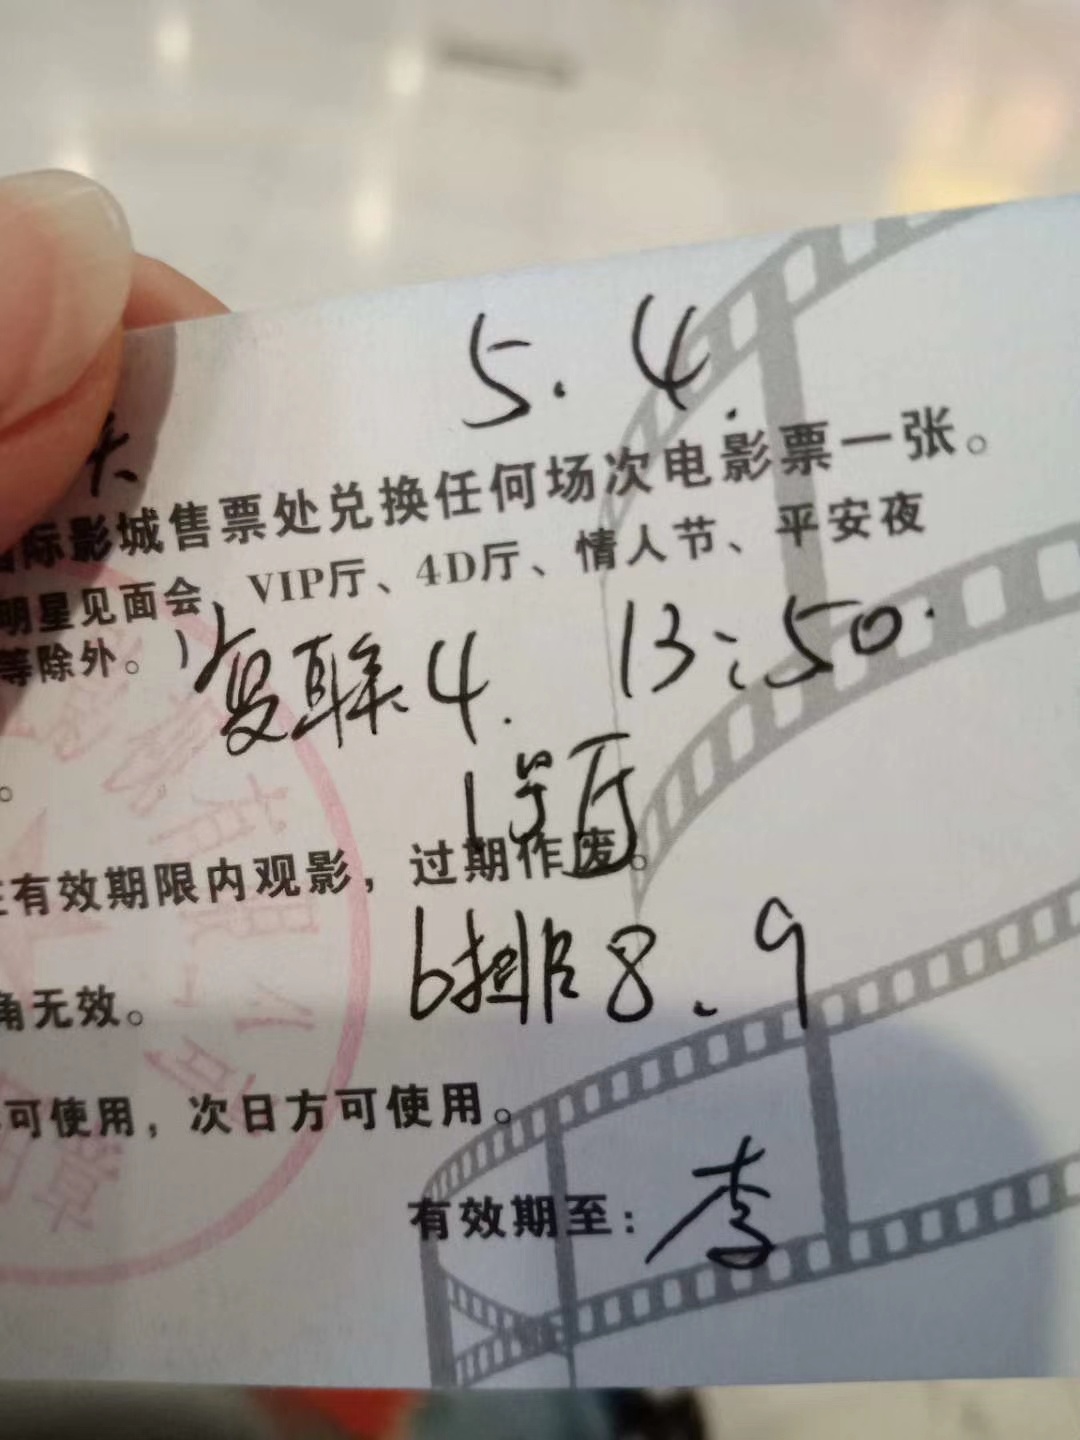 5.4.
际影城售票处兑换任何场次电影票一张。
明星见面会、VIP厅、4D厅、情人节、平安夜
等除外。)
复联4. 13:50.
1号厅
有效期限内观影，过期作废。
6排8、9
角无效。
可使用，次日方可使用。
有效期至：李